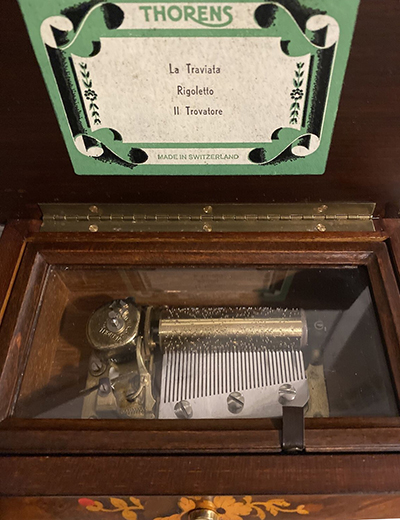 THORENS
La Traviata
Rigoletto
Il Trovatore
MADE IN SWITZERLAND